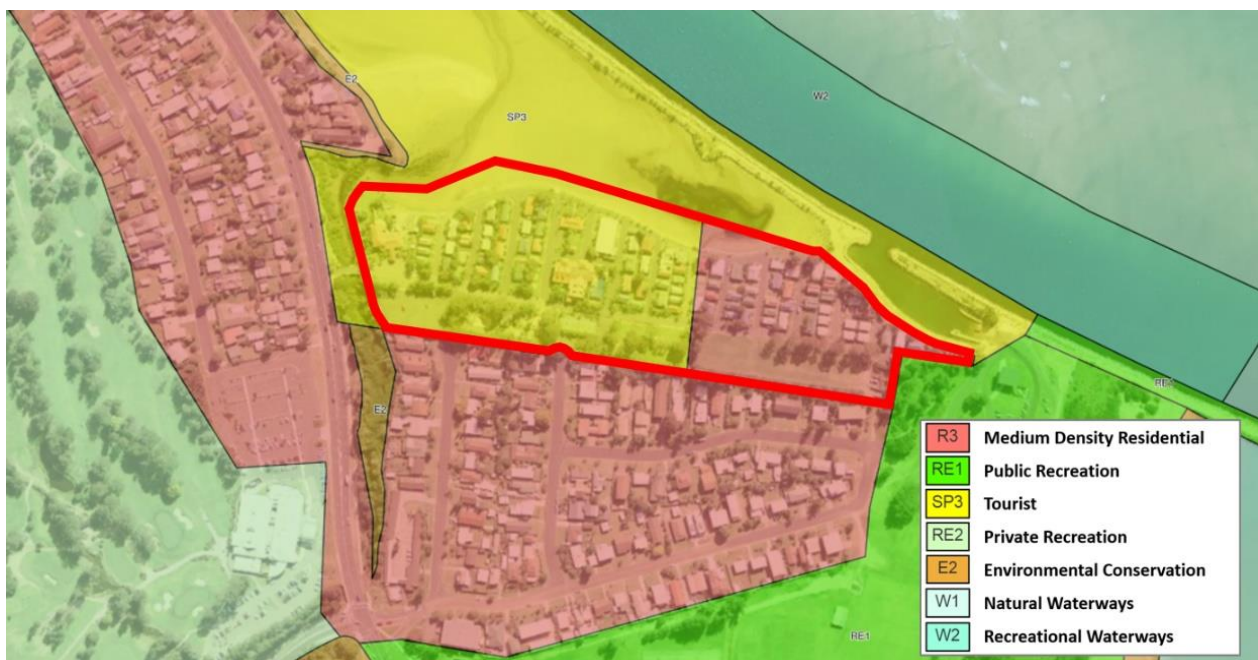 E2
W2
SP3
E2
RE1
R3 Medium Density Residential
RE1 Public Recreation
SP3 Tourist
RE2 Private Recreation
E2 Environmental Conservation
W1 Natural Waterways
W2 Recreational Waterways